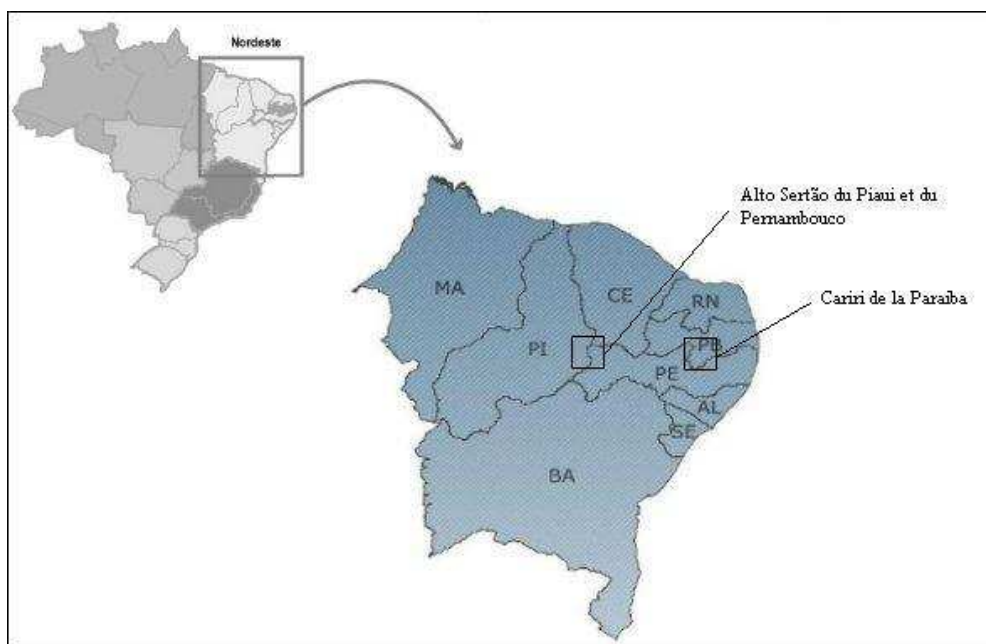 Nordeste
Alto Sertão du Piaui et du
Pernambouco
Cariri de la Paraiba
MA
CE
RN
PI
PB
PE
AL
SE
BA